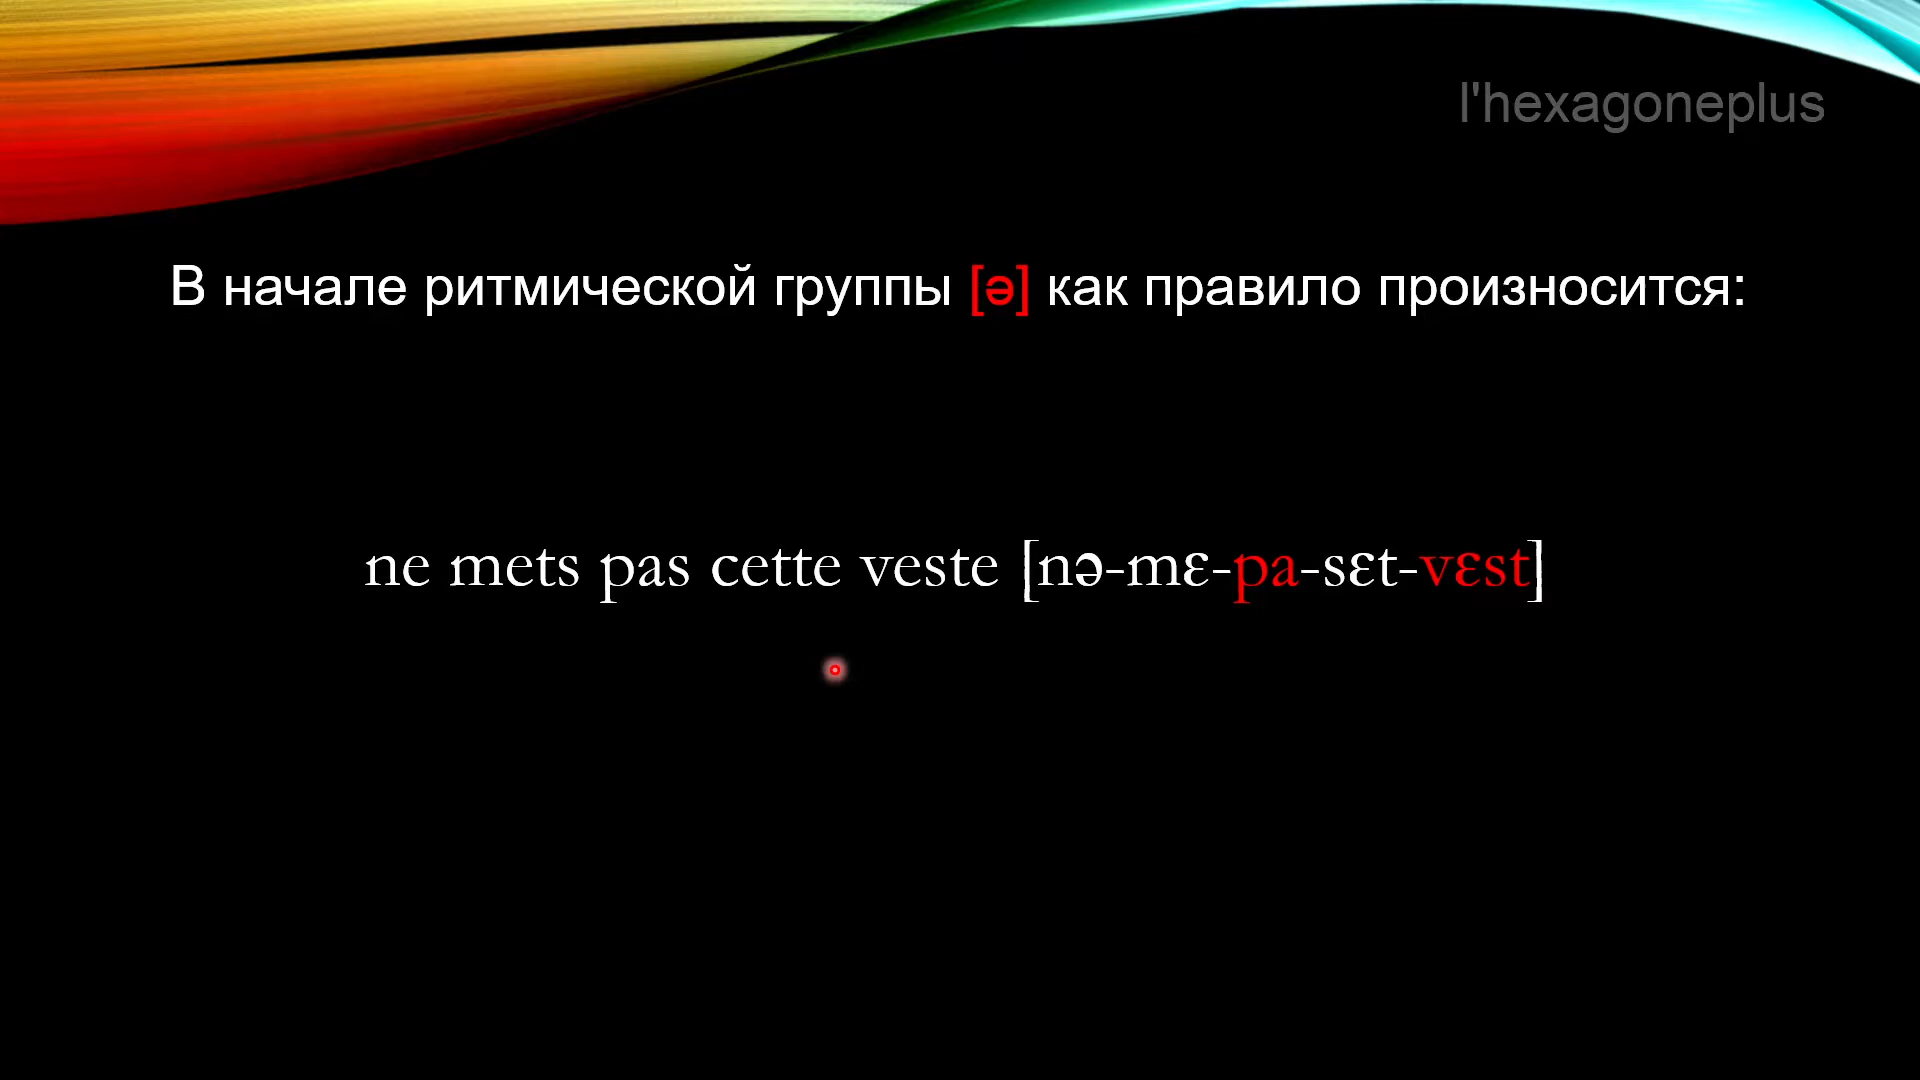 l'hexagoneplus
В начале ритмической группы [ə] как правило произносится:
ne mets pas cette veste [nə-mɛ-pa-sɛt-vɛst]